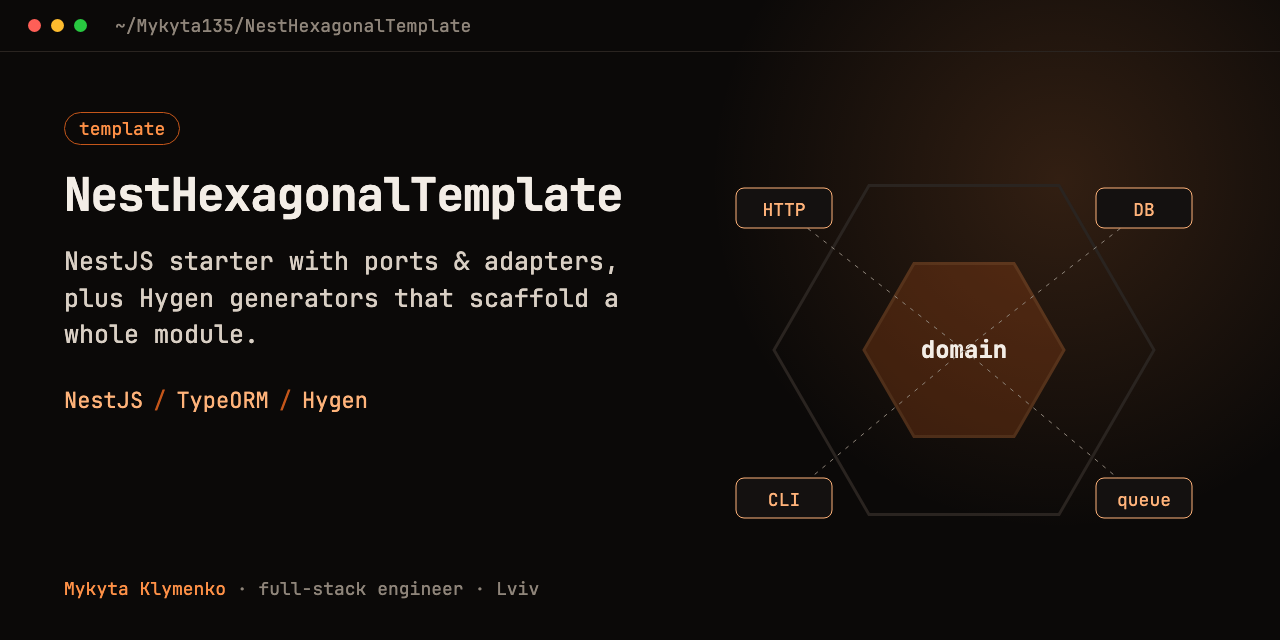 ~/Mykyta135/NestHexagonalTemplate
template
NestHexagonalTemplate
NestJS starter with ports & adapters,
plus Hygen generators that scaffold a
whole module.
NestJS / TypeORM / Hygen
HTTP
DB
domain
CLI
queue
Mykyta Klymenko · full-stack engineer · Lviv